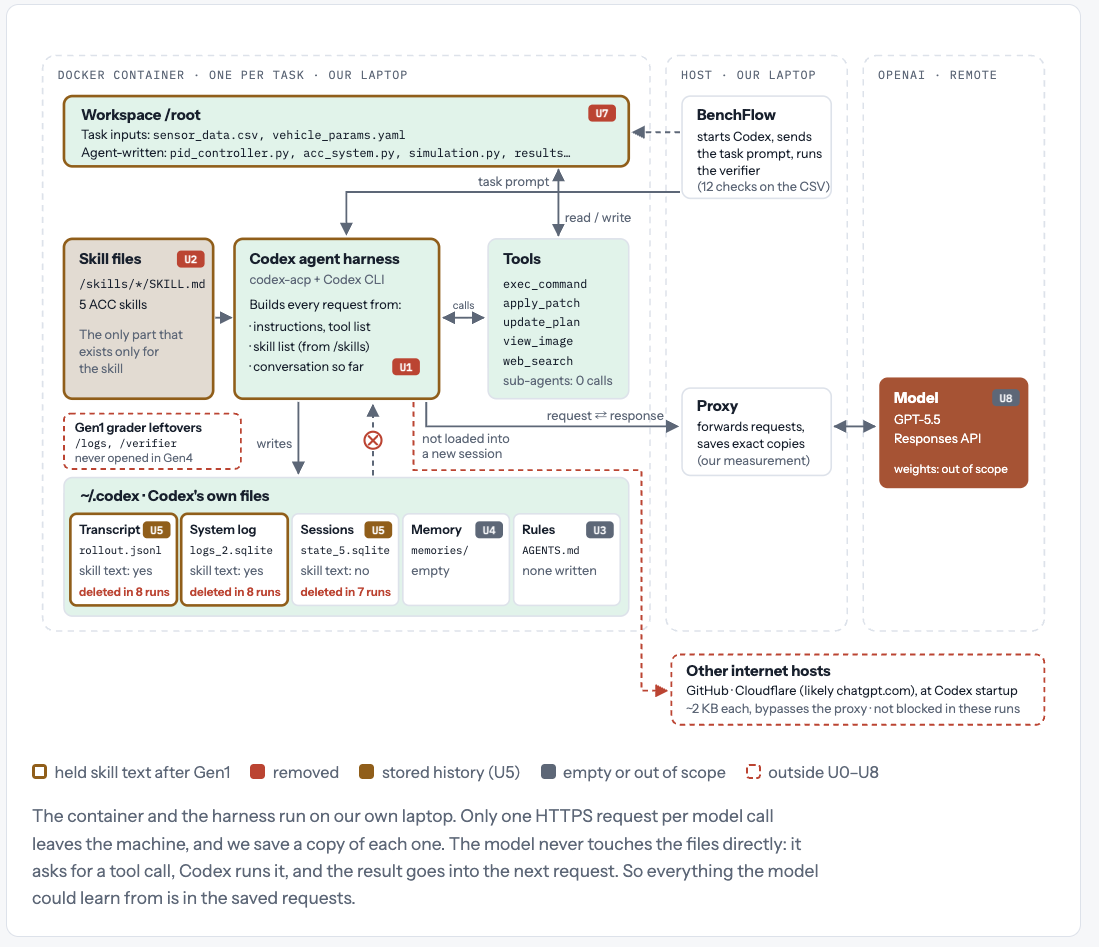 DOCKER CONTAINER · ONE PER TASK · OUR LAPTOP
HOST · OUR LAPTOP
OPENAI · REMOTE
Workspace /root
U7
Task inputs: sensor_data.csv, vehicle_params.yaml
Agent-written: pid_controller.py, acc_system.py, simulation.py, results…
BenchFlow
starts Codex, sends
the task prompt, runs
the verifier
(12 checks on the CSV)
task prompt
read / write
Skill files
U2
/skills/*/SKILL.md
5 ACC skills
The only part that
exists only for
the skill
Codex agent harness
codex-acp + Codex CLI
Builds every request from:
· instructions, tool list
· skill list (from /skills)
· conversation so far
U1
calls
Tools
exec_command
apply_patch
update_plan
view_image
web_search
sub-agents: 0 calls
Gen1 grader leftovers
/logs, /verifier
never opened in Gen4
writes
not loaded into
a new session
request ⇄ response
Proxy
forwards requests,
saves exact copies
(our measurement)
Model
U8
GPT-5.5
Responses API
weights: out of scope
~/.codex · Codex's own files
Transcript
U5
rollout.jsonl
skill text: yes
deleted in 8 runs
System log
logs_2.sqlite
skill text: yes
deleted in 8 runs
Sessions
U5
state_5.sqlite
skill text: no
deleted in 7 runs
Memory
U4
memories/
empty
Rules
U3
AGENTS.md
none written
Other internet hosts
GitHub · Cloudflare (likely chatgpt.com), at Codex startup
~2 KB each, bypasses the proxy · not blocked in these runs
held skill text after Gen1
removed
stored history (U5)
empty or out of scope
outside U0–U8
The container and the harness run on our own laptop. Only one HTTPS request per model call
leaves the machine, and we save a copy of each one. The model never touches the files directly: it
asks for a tool call, Codex runs it, and the result goes into the next request. So everything the model
could learn from is in the saved requests.